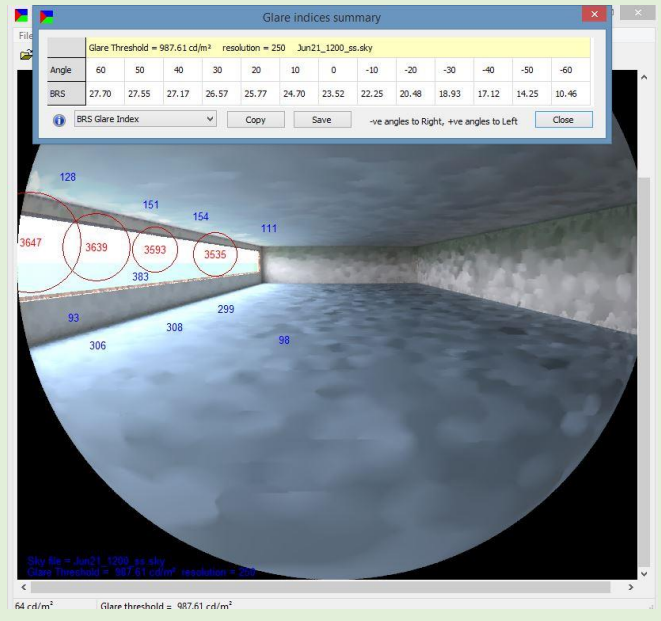 Glare indices summary
File
Glare Threshold = 987.61 cd/m² resolution = 250 Jun21_1200_ss.sky
Angle 60 50 40 30 20 10 0 -10 -20 -30 -40 -50 -60
BRS 27.70 27.55 27.17 26.57 25.77 24.70 23.52 22.25 20.48 18.93 17.12 14.25 10.46
BRS Glare Index Copy Save -ve angles to Right, +ve angles to Left Close
128
151
154
111
3647
3639
3593
3535
383
93
299
308
306
98
Sky file = Jun21_1200_ss.sky
Glare Threshold = 987.61 cd/m² resolution = 250
64 cd/m² Glare threshold = 987.61 cd/m²